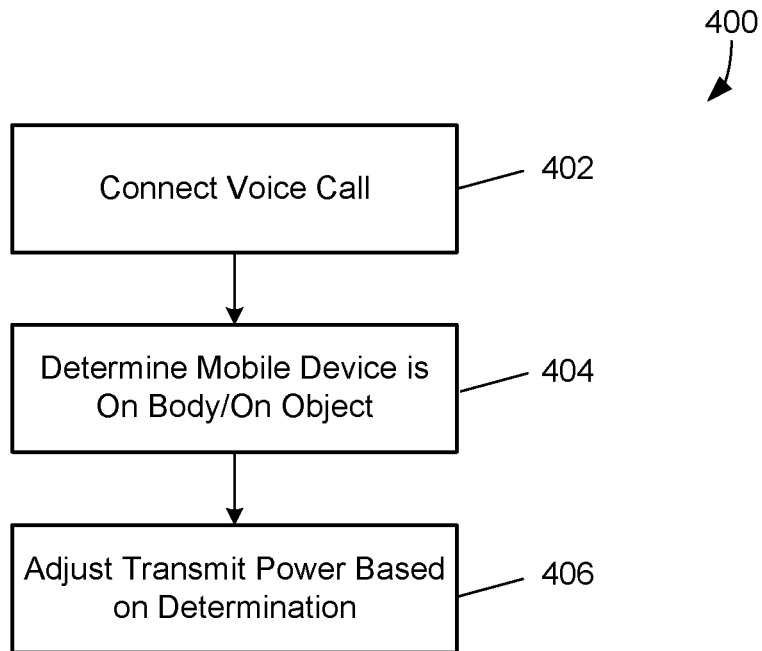 400
Connect Voice Call
402
Determine Mobile Device is
On Body/On Object
404
Adjust Transmit Power Based
on Determination
406